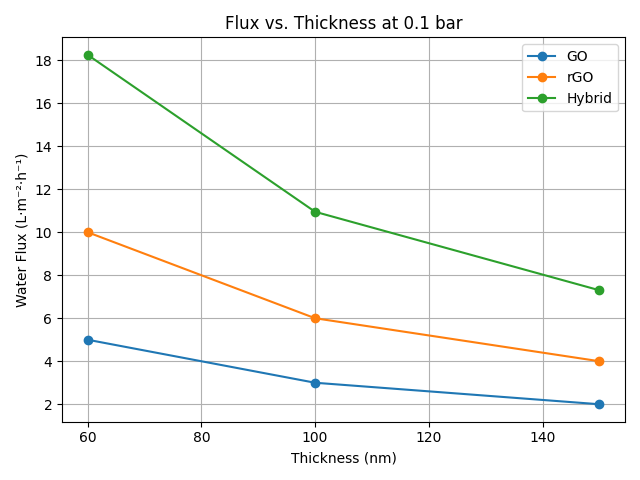 Flux vs. Thickness at 0.1 bar
Water Flux (L·m⁻²·h⁻¹)
18
16
14
12
10
8
6
4
2
GO
rGO
Hybrid
60 80 100 120 140
Thickness (nm)